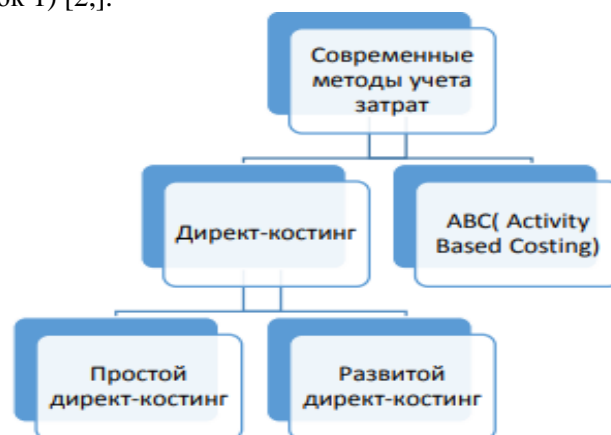 ок 1) [2,].
Современные
методы учета
затрат
Директ-костинг
ABC( Activity
Based Costing)
Простой
директ-костинг
Развитой
директ-костинг